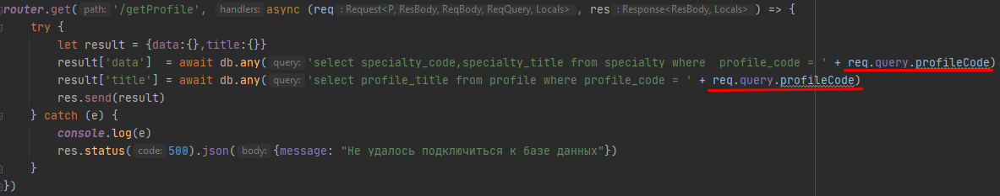 router.get( path: '/getProfile', handlers: async (req : Request<P, ResBody, ReqBody, ReqQuery, Locals> , res : Response<ResBody, Locals> ) => {
try {
let result = {data:{},title:{}}
result['data'] = await db.any( query: 'select specialty_code,specialty_title from specialty where profile_code = ' + req.query.profileCode)
result['title'] = await db.any( query: 'select profile_title from profile where profile_code = ' + req.query.profileCode)
res.send(result)
} catch (e) {
console.log(e)
res.status( code: 500).json( body: {message: "Не удалось подключиться к базе данных"})
}
})